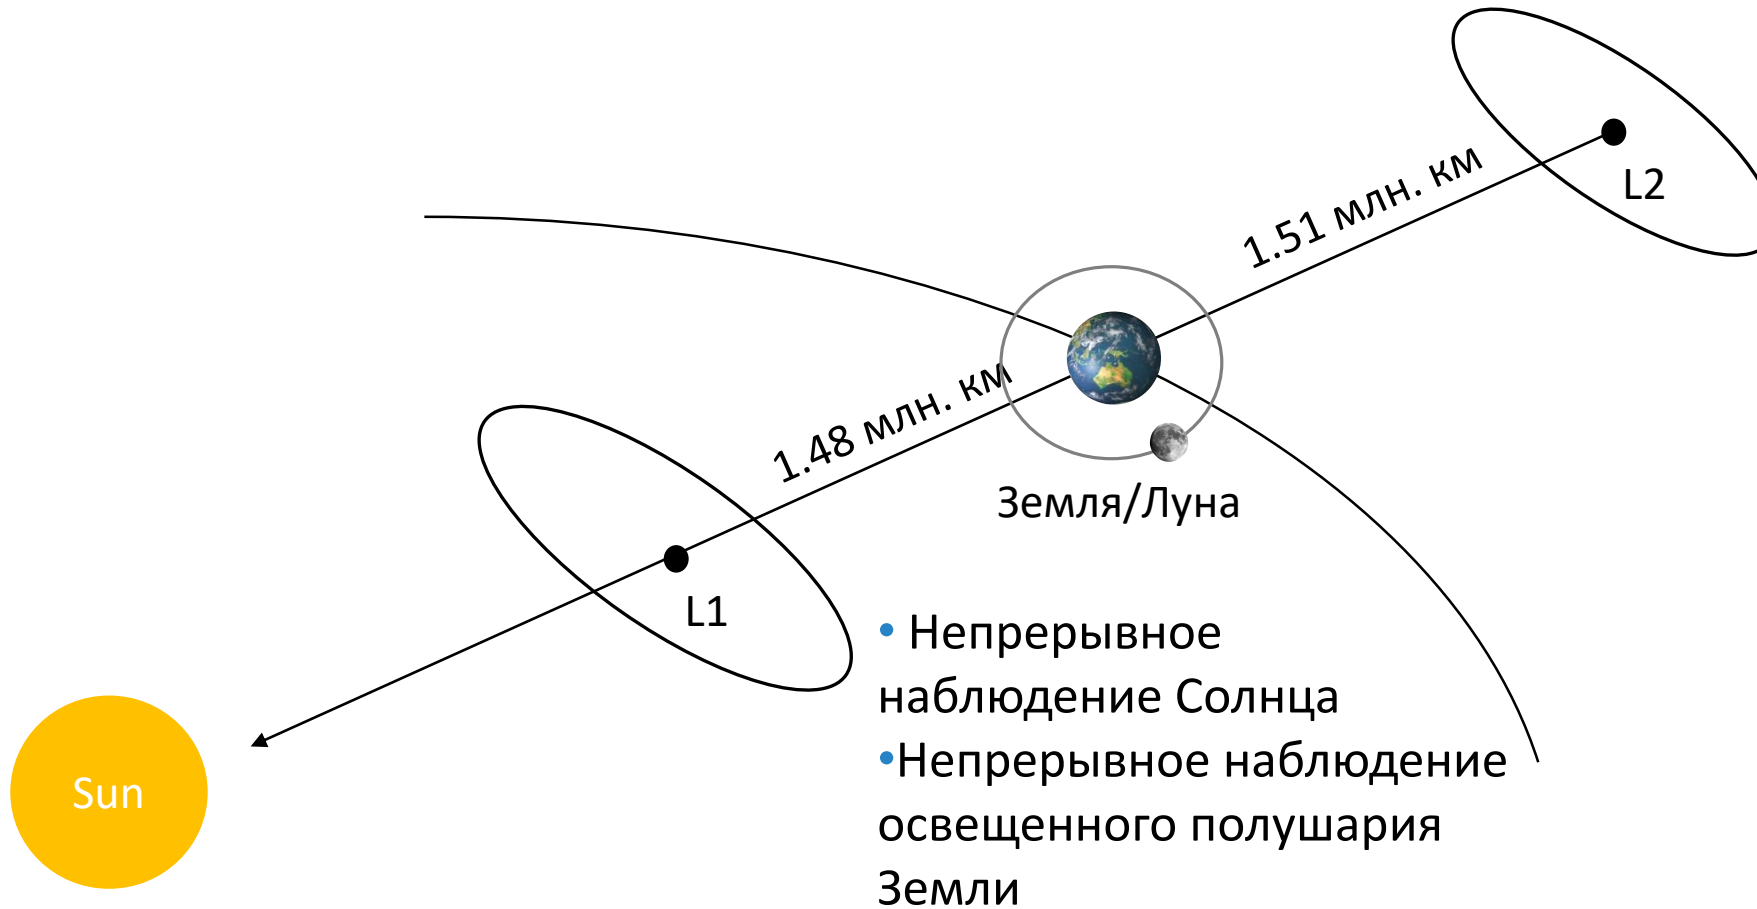 L2
1.51 млн. км
1.48 млн. км
Земля/Луна
L1
Sun
• Непрерывное
наблюдение Солнца
•Непрерывное наблюдение
освещенного полушария
Земли